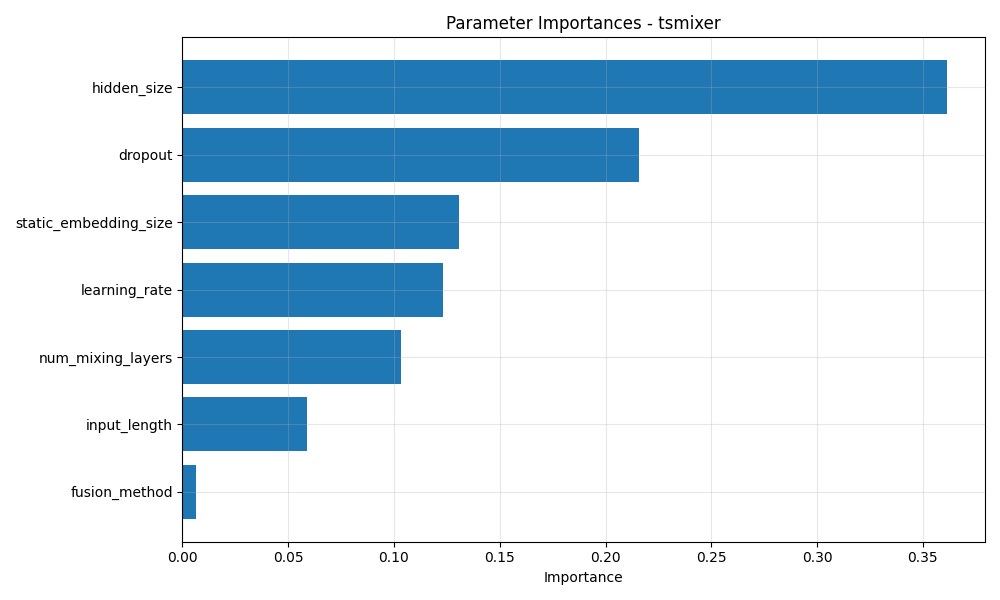 Parameter Importances - tsmixer
hidden_size
dropout
static_embedding_size
learning_rate
num_mixing_layers
input_length
fusion_method
0.00 0.05 0.10 0.15 0.20 0.25 0.30 0.35
Importance